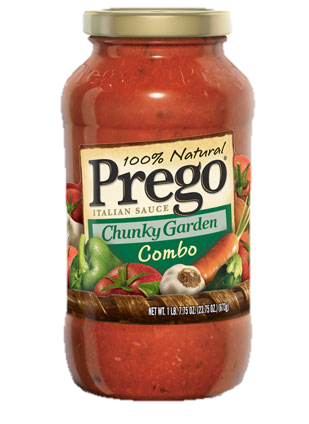 100% Natural
Prego®
ITALIAN SAUCE
Chunky Garden
Combo
NET WT. 1 LB. 7.75 OZ. (23.75 OZ.) (673g)